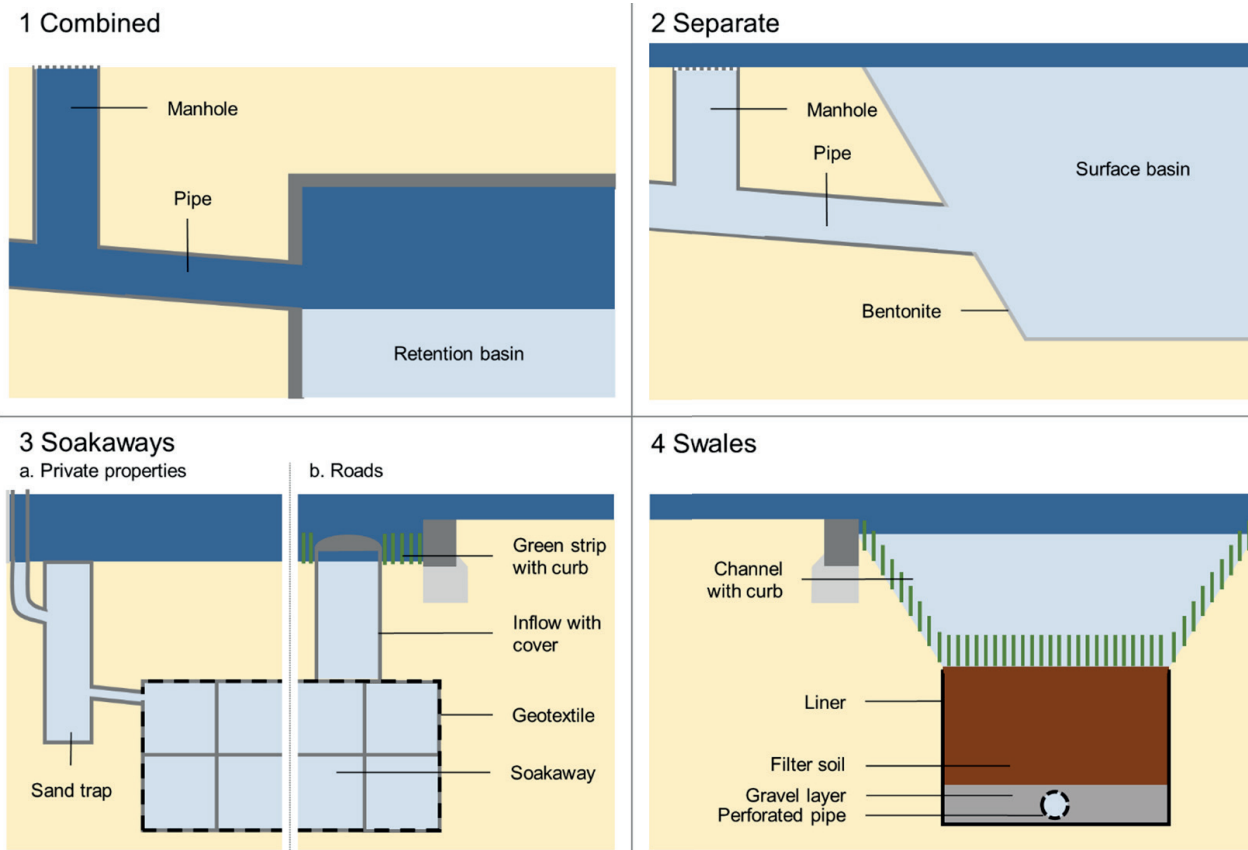 1 Combined
Manhole
Pipe
Retention basin
2 Separate
Manhole
Pipe
Surface basin
Bentonite
3 Soakaways
a. Private properties
b. Roads
Green strip
with curb
Inflow with
cover
Geotextile
Soakaway
Sand trap
4 Swales
Channel
with curb
Liner
Filter soil
Gravel layer
Perforated pipe